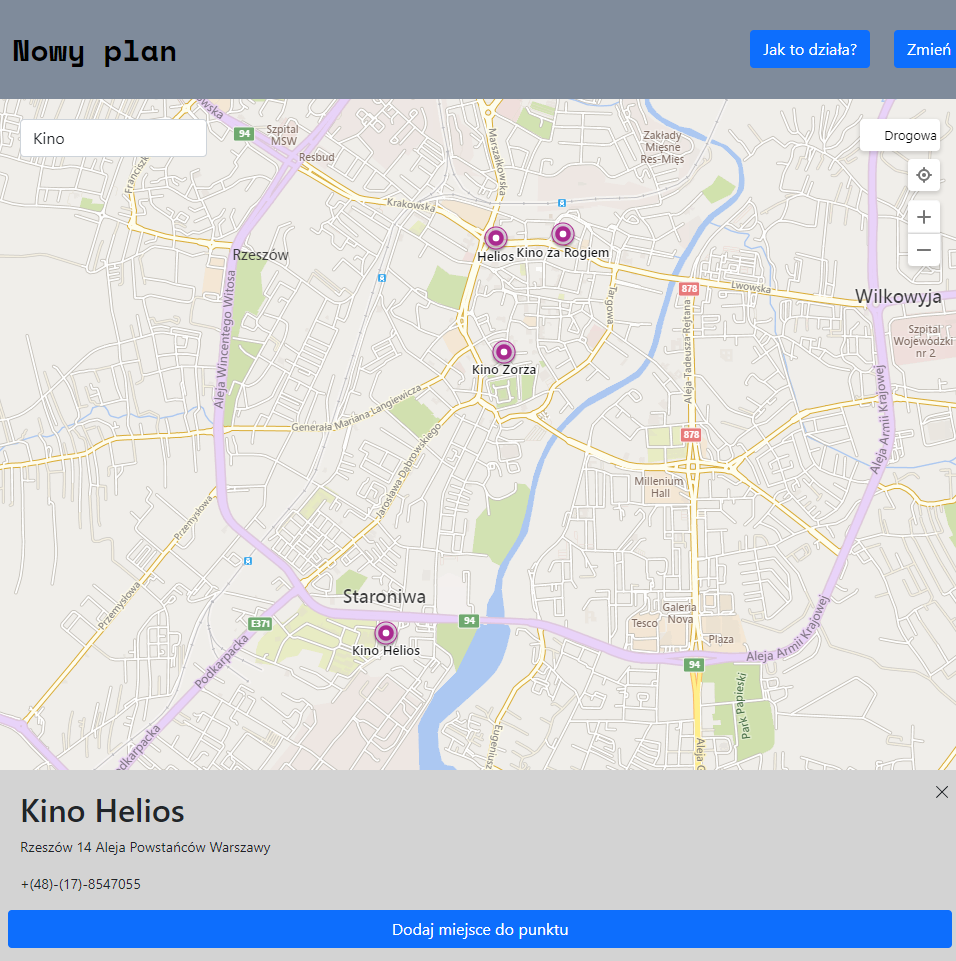 Nowy plan
Jak to działa?
Zmień
Kino
Drogowa
94
Szpital
MSW
Resbud
Marszałkowska
Zakłady
Mięsne
Res-Mięs
Krakowska
Rzeszów
Helios
Kino za Rogiem
Targowa
878
Lwowska
Wilkowyja
Szpital
Wojewódzki
nr 2
Aleja Wincentego Witosa
Aleja-Tadeusza-Rejtana
Kino Zorza
Generała Mariana Langiewicza
Jarosława Dąbrowskiego
878
Aleja Armii Krajowej
Millenium
Hall
Przemysłowa
Przemysłowa
Staroniwa
E371
94
Galeria
Nova
Tesco
Plaza
Podkarpacka
Kino Helios
Aleja Armii Krajowej
94
Park Papieski
Podkarpacka
Eugeniusz
Aleja G
Kino Helios
Rzeszów 14 Aleja Powstańców Warszawy
+(48)-(17)-8547055
Dodaj miejsce do punktu